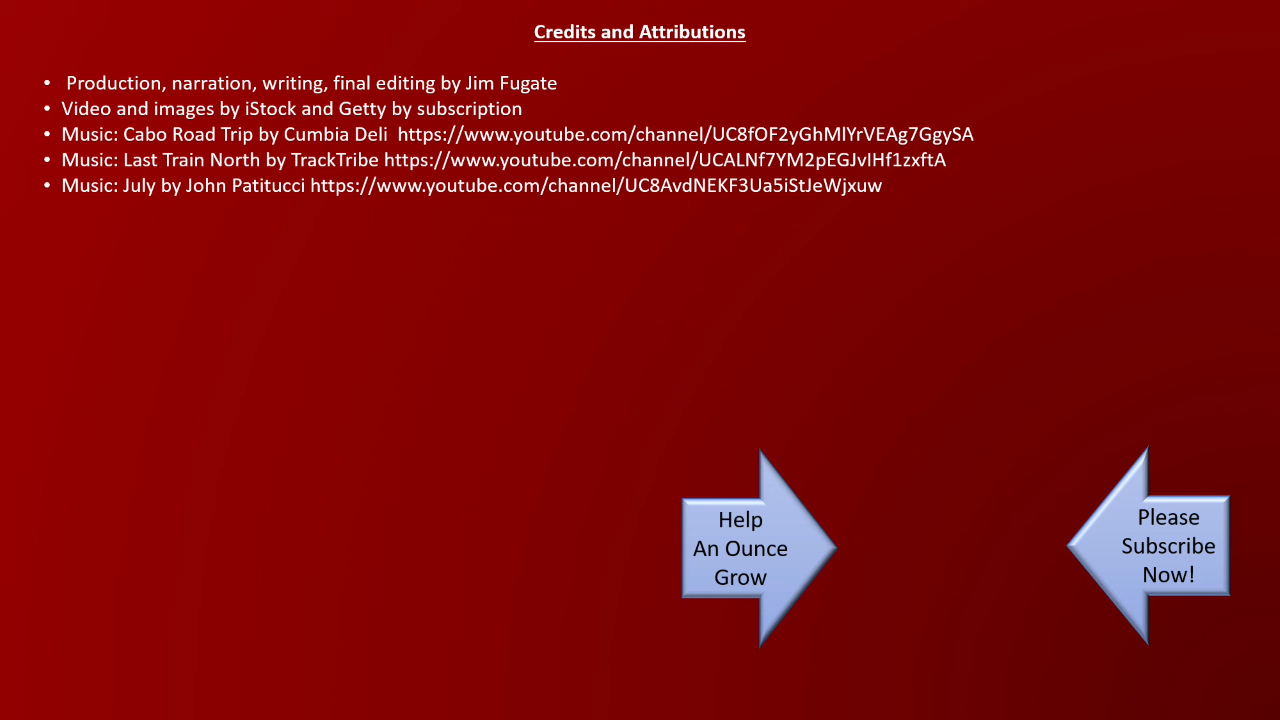 Credits and Attributions
• Production, narration, writing, final editing by Jim Fugate
• Video and images by iStock and Getty by subscription
• Music: Cabo Road Trip by Cumbia Deli https://www.youtube.com/channel/UC8fOF2yGhMlYrVEAg7GgySA
• Music: Last Train North by TrackTribe https://www.youtube.com/channel/UCALNf7YM2pEGJvIHf1zxftA
• Music: July by John Patitucci https://www.youtube.com/channel/UC8AvdNEKF3Ua5iStJeWjxuw
Help
An Ounce
Grow
Please
Subscribe
Now!